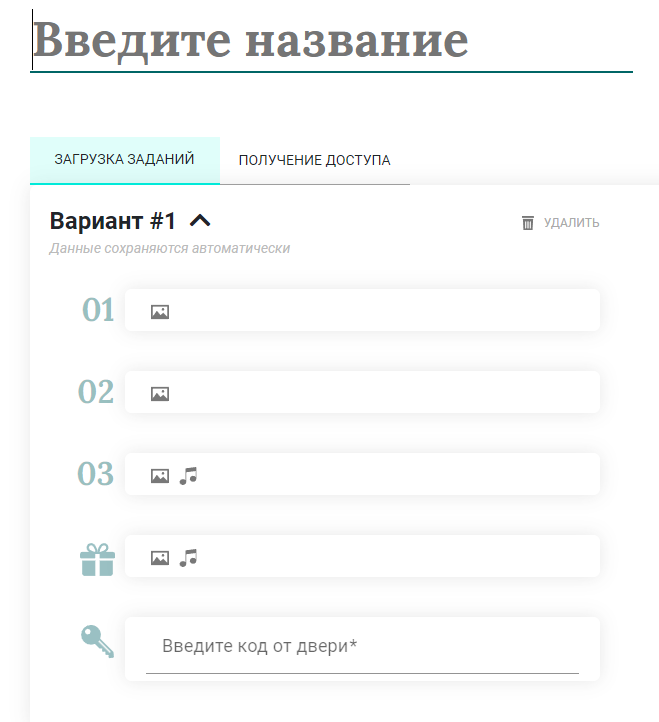 Введите название
ЗАГРУЗКА ЗАДАНИЙ ПОЛУЧЕНИЕ ДОСТУПА
Вариант #1
УДАЛИТЬ
Данные сохраняются автоматически
01
02
03
Введите код от двери*